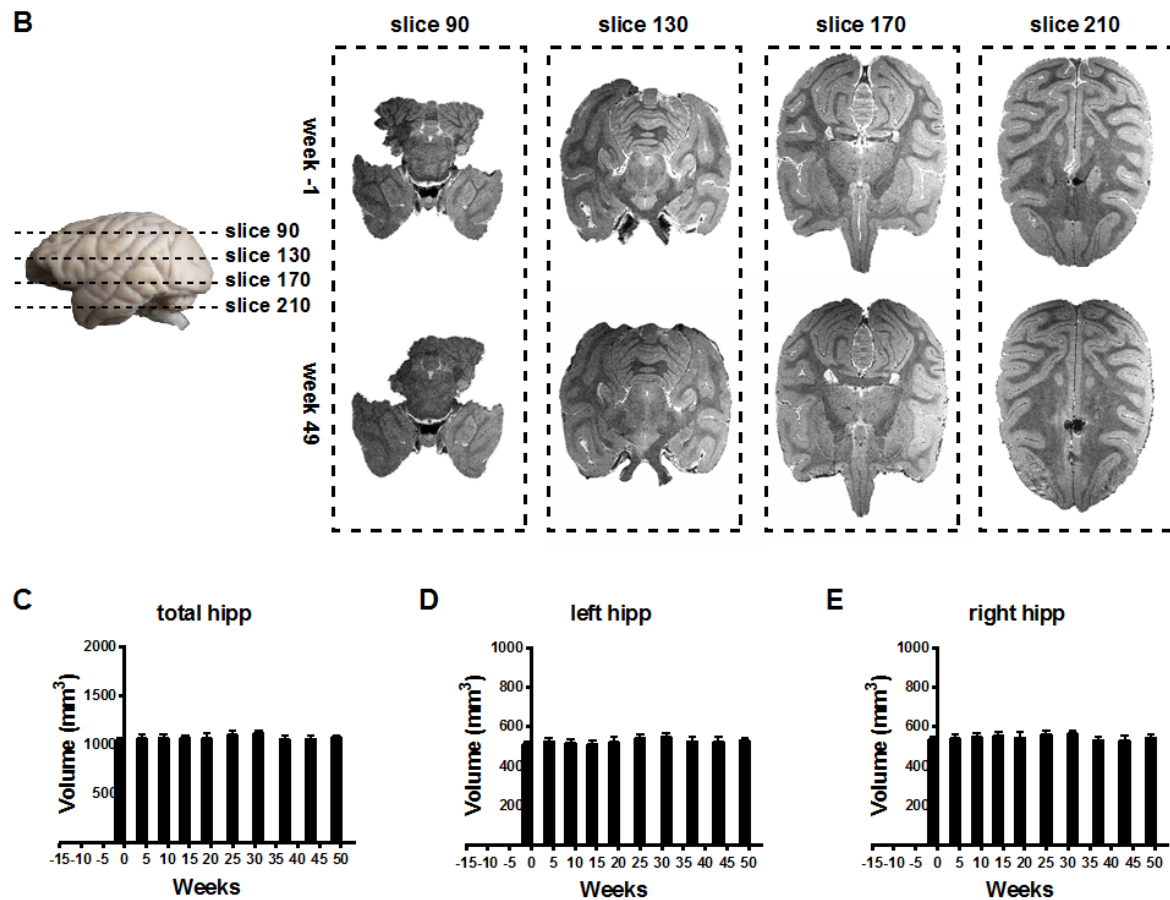 B
slice 90 slice 130 slice 170 slice 210
week -1
slice 90
slice 130
slice 170
slice 210
week 49
C total hipp
Volume (mm³)
2000
1500
1000
500
-15 -10 -5 0 5 10 15 20 25 30 35 40 45 50
Weeks
D left hipp
Volume (mm³)
1000
800
600
400
200
-15 -10 -5 0 5 10 15 20 25 30 35 40 45 50
Weeks
E right hipp
Volume (mm³)
1000
800
600
400
200
-15 -10 -5 0 5 10 15 20 25 30 35 40 45 50
Weeks